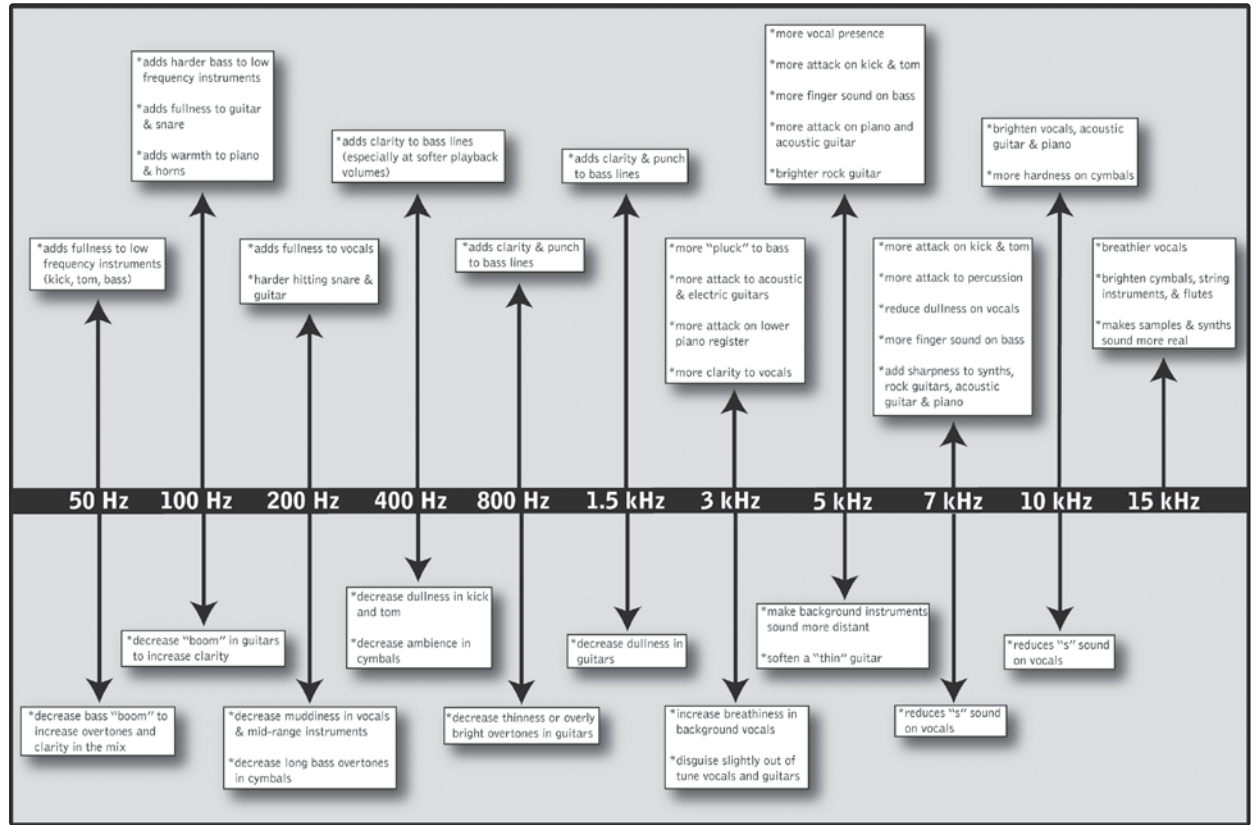 *adds fullness to low
frequency instruments
(kick, tom, bass)
*adds harder bass to low
frequency instruments
*adds fullness to guitar
& snare
*adds warmth to piano
& horns
*adds fullness to vocals
*harder hitting snare &
guitar
*adds clarity to bass lines
(especially at softer playback
volumes)
*adds clarity & punch
to bass lines
*adds clarity & punch
to bass lines
*more "pluck" to bass
*more attack to acoustic
& electric guitars
*more attack on lower
piano register
*more clarity to vocals
*more vocal presence
*more attack on kick & tom
*more finger sound on bass
*more attack on piano and
acoustic guitar
*brighter rock guitar
*more attack on kick & tom
*more attack to percussion
*reduce dullness on vocals
*more finger sound on bass
*add sharpness to synths,
rock guitars, acoustic
guitar & piano
*brighten vocals, acoustic
guitar & piano
*more hardness on cymbals
*breathier vocals
*brighten cymbals, string
instruments, & flutes
*makes samples & synths
sound more real
50 Hz 100 Hz 200 Hz 400 Hz 800 Hz 1.5 kHz 3 kHz 5 kHz 7 kHz 10 kHz 15 kHz
*decrease bass "boom" to
increase overtones and
clarity in the mix
*decrease "boom" in guitars
to increase clarity
*decrease muddiness in vocals
& mid-range instruments
*decrease long bass overtones
in cymbals
*decrease dullness in kick
and tom
*decrease ambience in
cymbals
*decrease thinness or overly
bright overtones in guitars
*decrease dullness in
guitars
*increase breathiness in
background vocals
*disguise slightly out of
tune vocals and guitars
*make background instruments
sound more distant
*soften a "thin" guitar
*reduces "s" sound
on vocals
*reduces "s" sound
on vocals